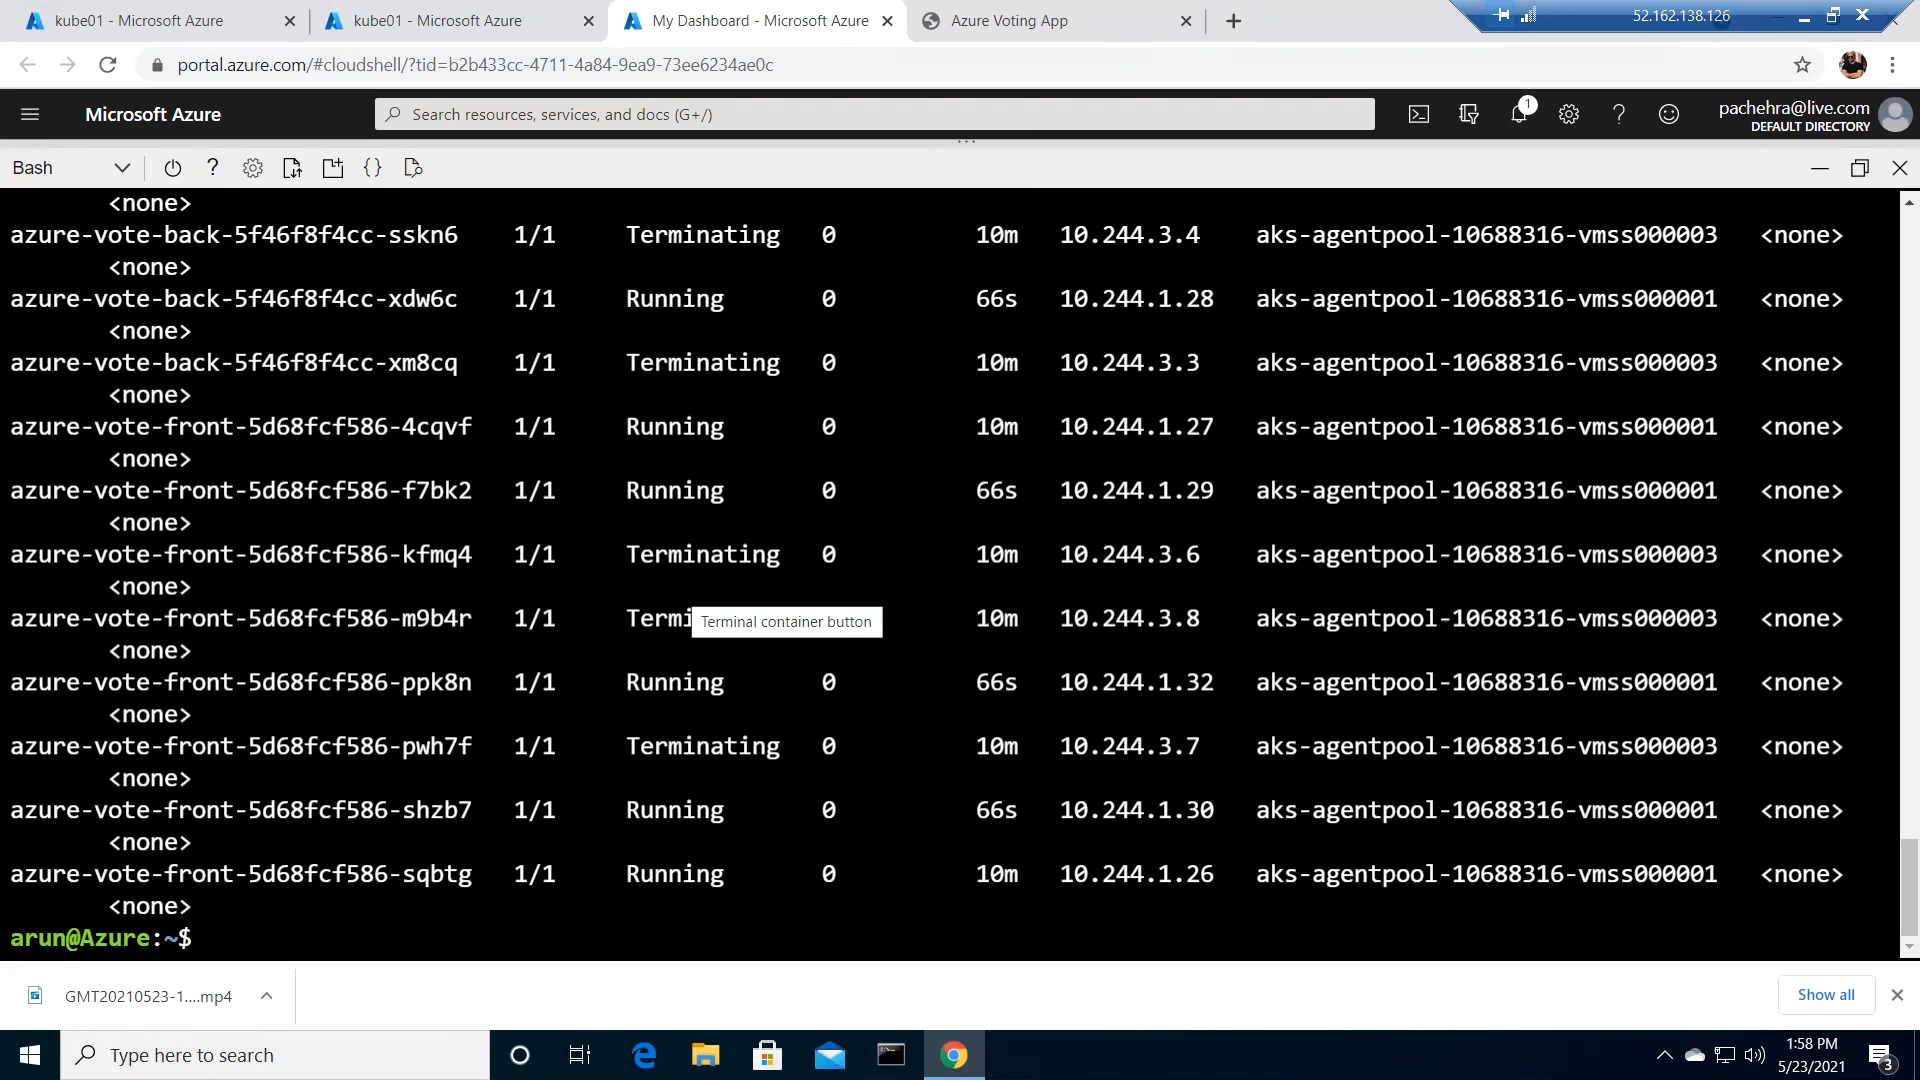 kube01 - Microsoft Azure
kube01 - Microsoft Azure
My Dashboard - Microsoft Azure
Azure Voting App
52.162.138.126
portal.azure.com/#cloudshell/?tid=b2b433cc-4711-4a84-9ea9-73ee6234ae0c
Microsoft Azure
Search resources, services, and docs (G+/)
1
pachehra@live.com
DEFAULT DIRECTORY
Bash
<none>
azure-vote-back-5f46f8f4cc-sskn6 1/1 Terminating 0 10m 10.244.3.4 aks-agentpool-10688316-vmss000003 <none>
<none>
azure-vote-back-5f46f8f4cc-xdw6c 1/1 Running 0 66s 10.244.1.28 aks-agentpool-10688316-vmss000001 <none>
<none>
azure-vote-back-5f46f8f4cc-xm8cq 1/1 Terminating 0 10m 10.244.3.3 aks-agentpool-10688316-vmss000003 <none>
<none>
azure-vote-front-5d68fcf586-4cqvf 1/1 Running 0 10m 10.244.1.27 aks-agentpool-10688316-vmss000001 <none>
<none>
azure-vote-front-5d68fcf586-f7bk2 1/1 Running 0 66s 10.244.1.29 aks-agentpool-10688316-vmss000001 <none>
<none>
azure-vote-front-5d68fcf586-kfmq4 1/1 Terminating 0 10m 10.244.3.6 aks-agentpool-10688316-vmss000003 <none>
<none>
azure-vote-front-5d68fcf586-m9b4r 1/1 Termi Terminal container button 10m 10.244.3.8 aks-agentpool-10688316-vmss000003 <none>
<none>
azure-vote-front-5d68fcf586-ppk8n 1/1 Running 0 66s 10.244.1.32 aks-agentpool-10688316-vmss000001 <none>
<none>
azure-vote-front-5d68fcf586-pwh7f 1/1 Terminating 0 10m 10.244.3.7 aks-agentpool-10688316-vmss000003 <none>
<none>
azure-vote-front-5d68fcf586-shzb7 1/1 Running 0 66s 10.244.1.30 aks-agentpool-10688316-vmss000001 <none>
<none>
azure-vote-front-5d68fcf586-sqbtg 1/1 Running 0 10m 10.244.1.26 aks-agentpool-10688316-vmss000001 <none>
<none>
arun@Azure:~$
GMT20210523-1....mp4
Show all
Type here to search
1:58 PM
5/23/2021
3